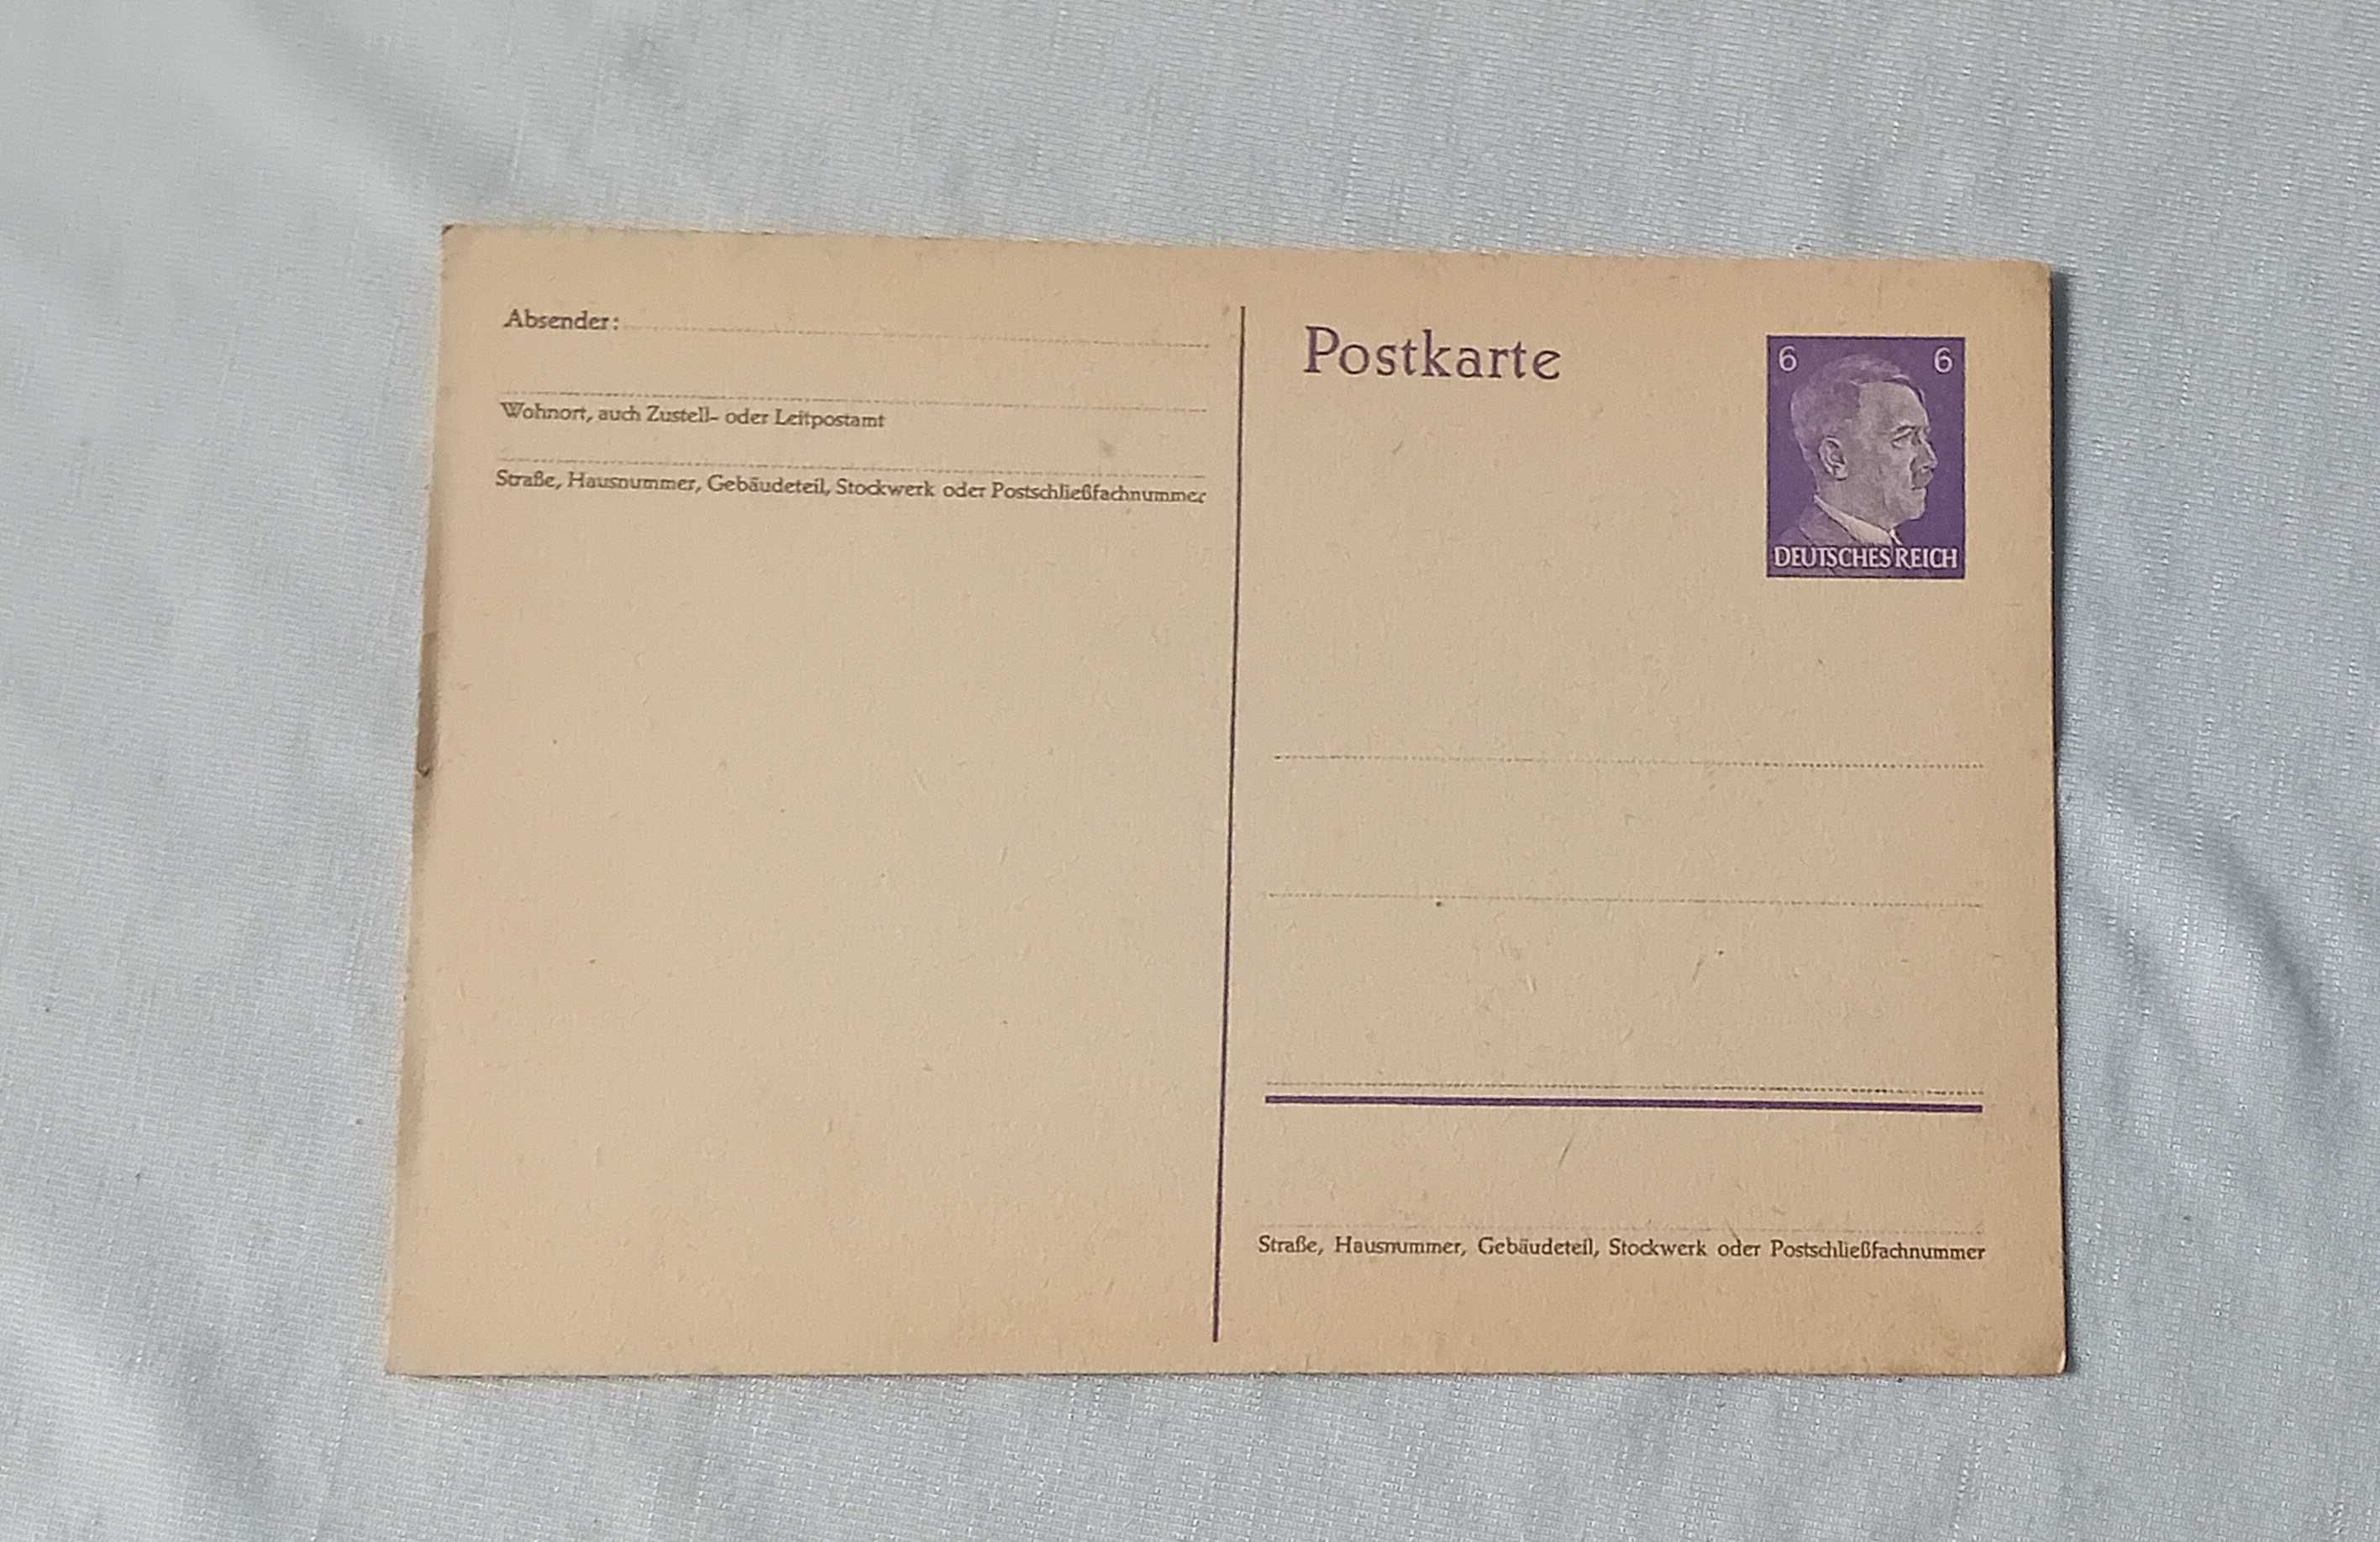 Absender:
Wohnort, auch Zustell- oder Leitpostamt
Straße, Hausnummer, Gebäudeteil, Stockwerk oder Postschließfachnummer
Postkarte
6 6
DEUTSCHES REICH
Straße, Hausnummer, Gebäudeteil, Stockwerk oder Postschließfachnummer